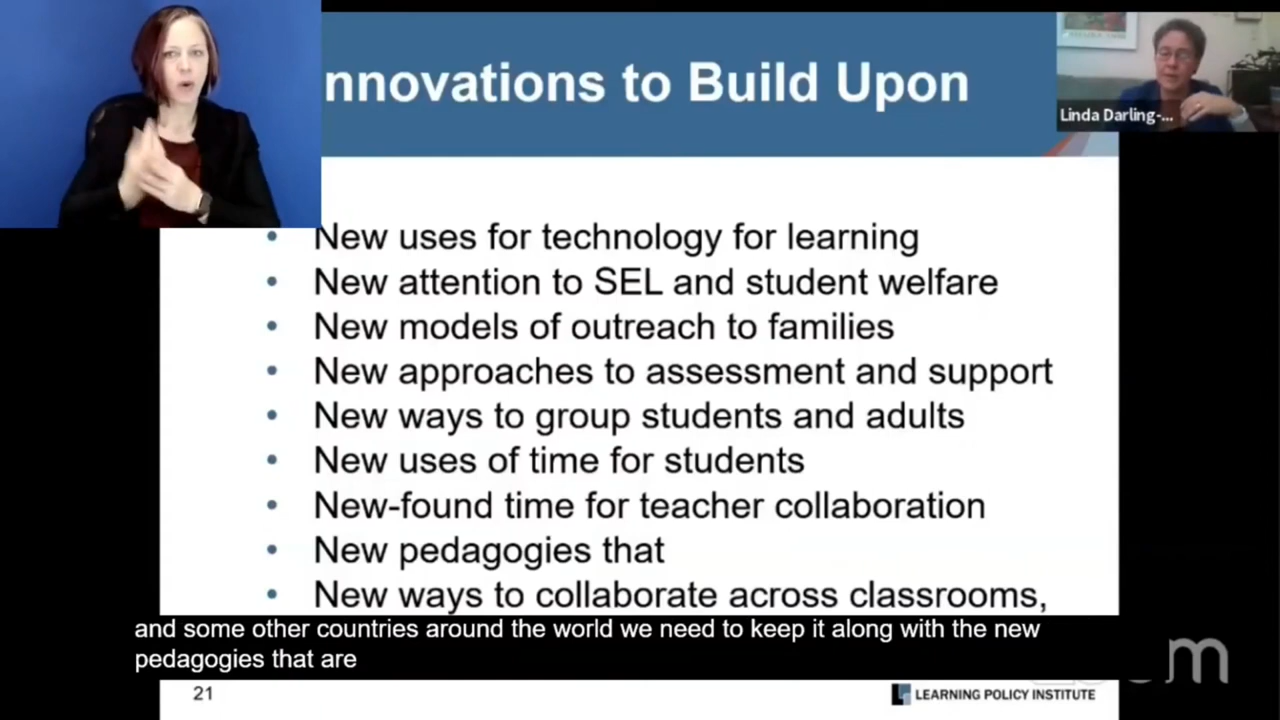 nnovations to Build Upon
Linda Darling-...
• New uses for technology for learning
• New attention to SEL and student welfare
• New models of outreach to families
• New approaches to assessment and support
• New ways to group students and adults
• New uses of time for students
• New-found time for teacher collaboration
• New pedagogies that
• New ways to collaborate across classrooms,
and some other countries around the world we need to keep it along with the new
pedagogies that are
21
LEARNING POLICY INSTITUTE